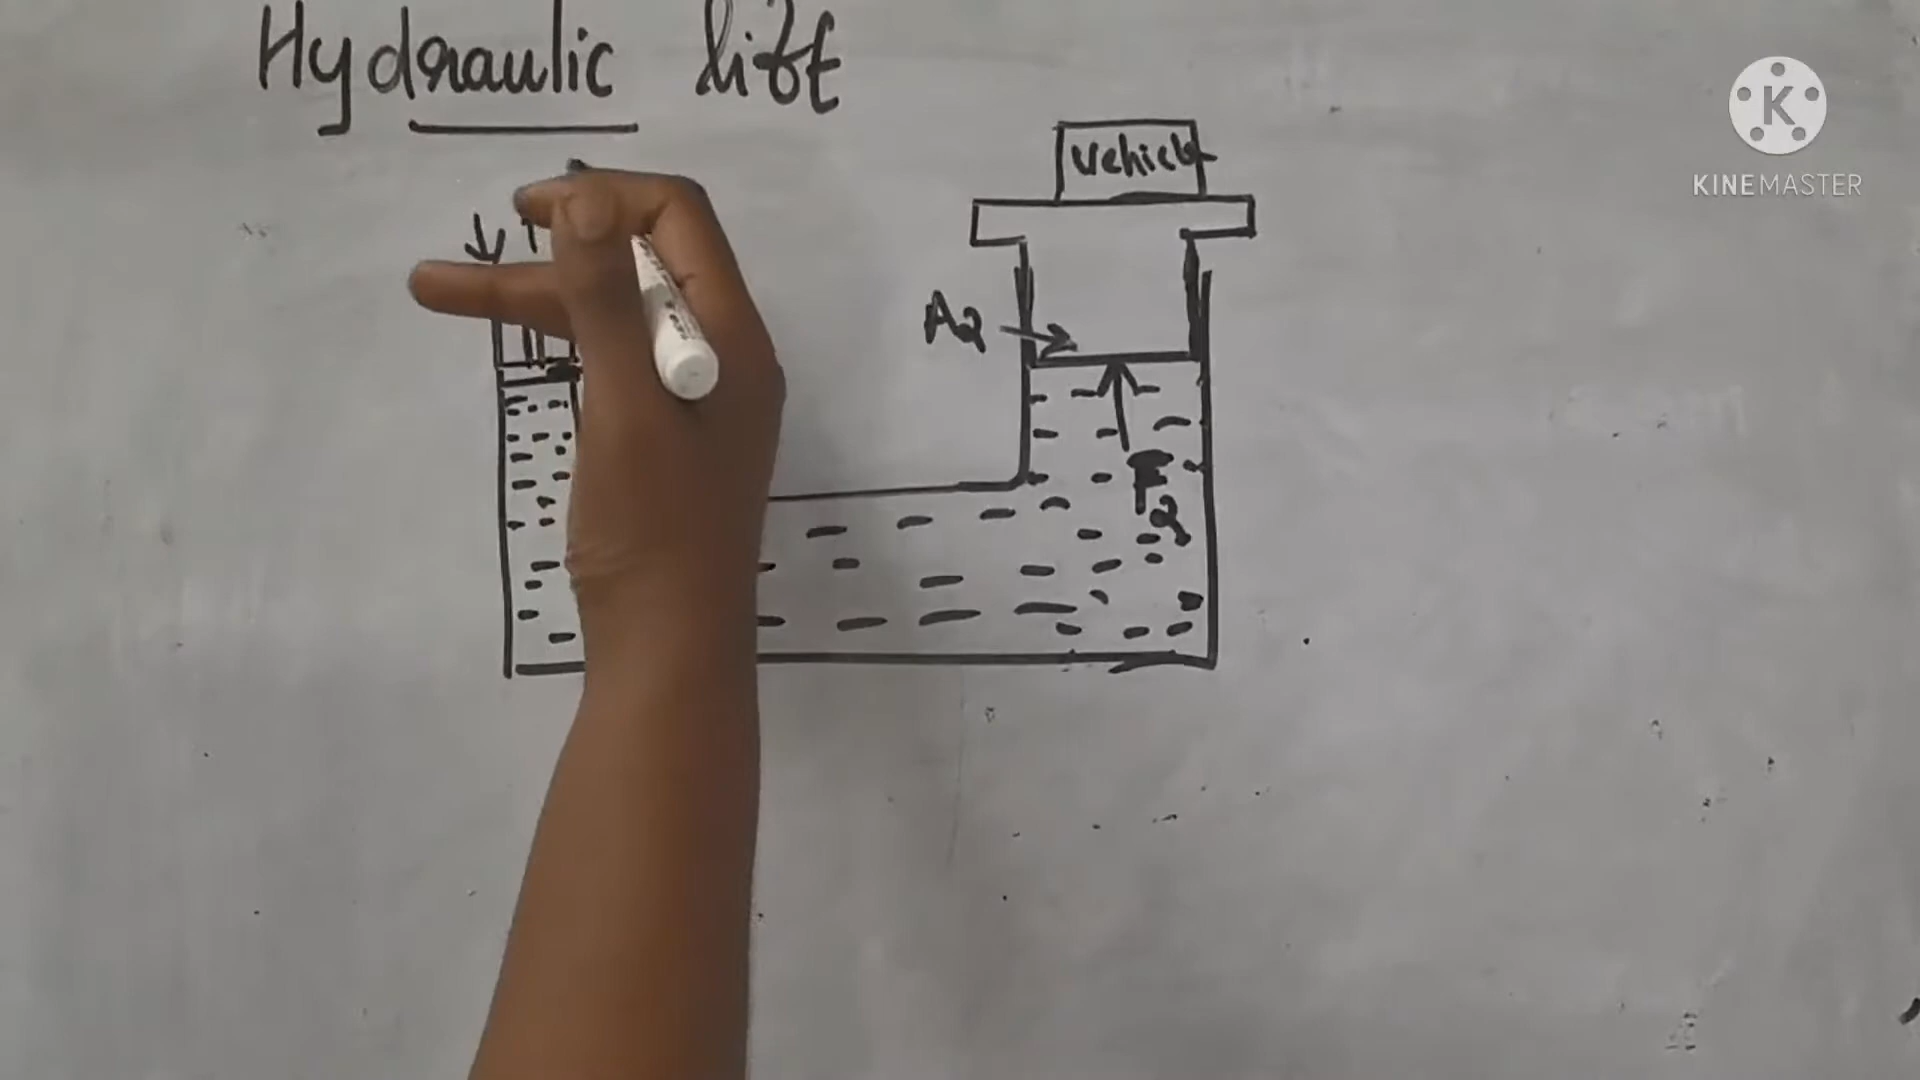 Hydraulic lift
K
KINEMASTER
Vehicle
A2
F2